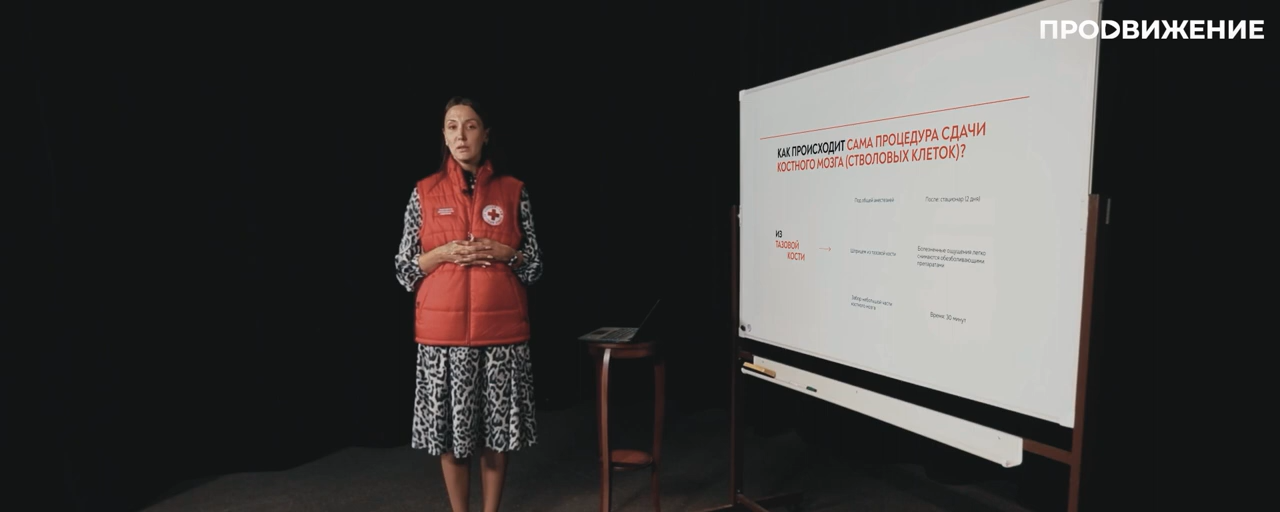 ПРОДВИЖЕНИЕ
КАК ПРОИСХОДИТ САМА ПРОЦЕДУРА СДАЧИ
КОСТНОГО МОЗГА (СТВОЛОВЫХ КЛЕТОК)?
Под общей анестезией
После: стационар (2 дня)
ИЗ
ТАЗОВОЙ
КОСТИ
Шприцем из тазовой кости
Болезненные ощущения легко
снимаются обезболивающими
препаратами
Забор небольшой части
костного мозга
Время: 30 минут